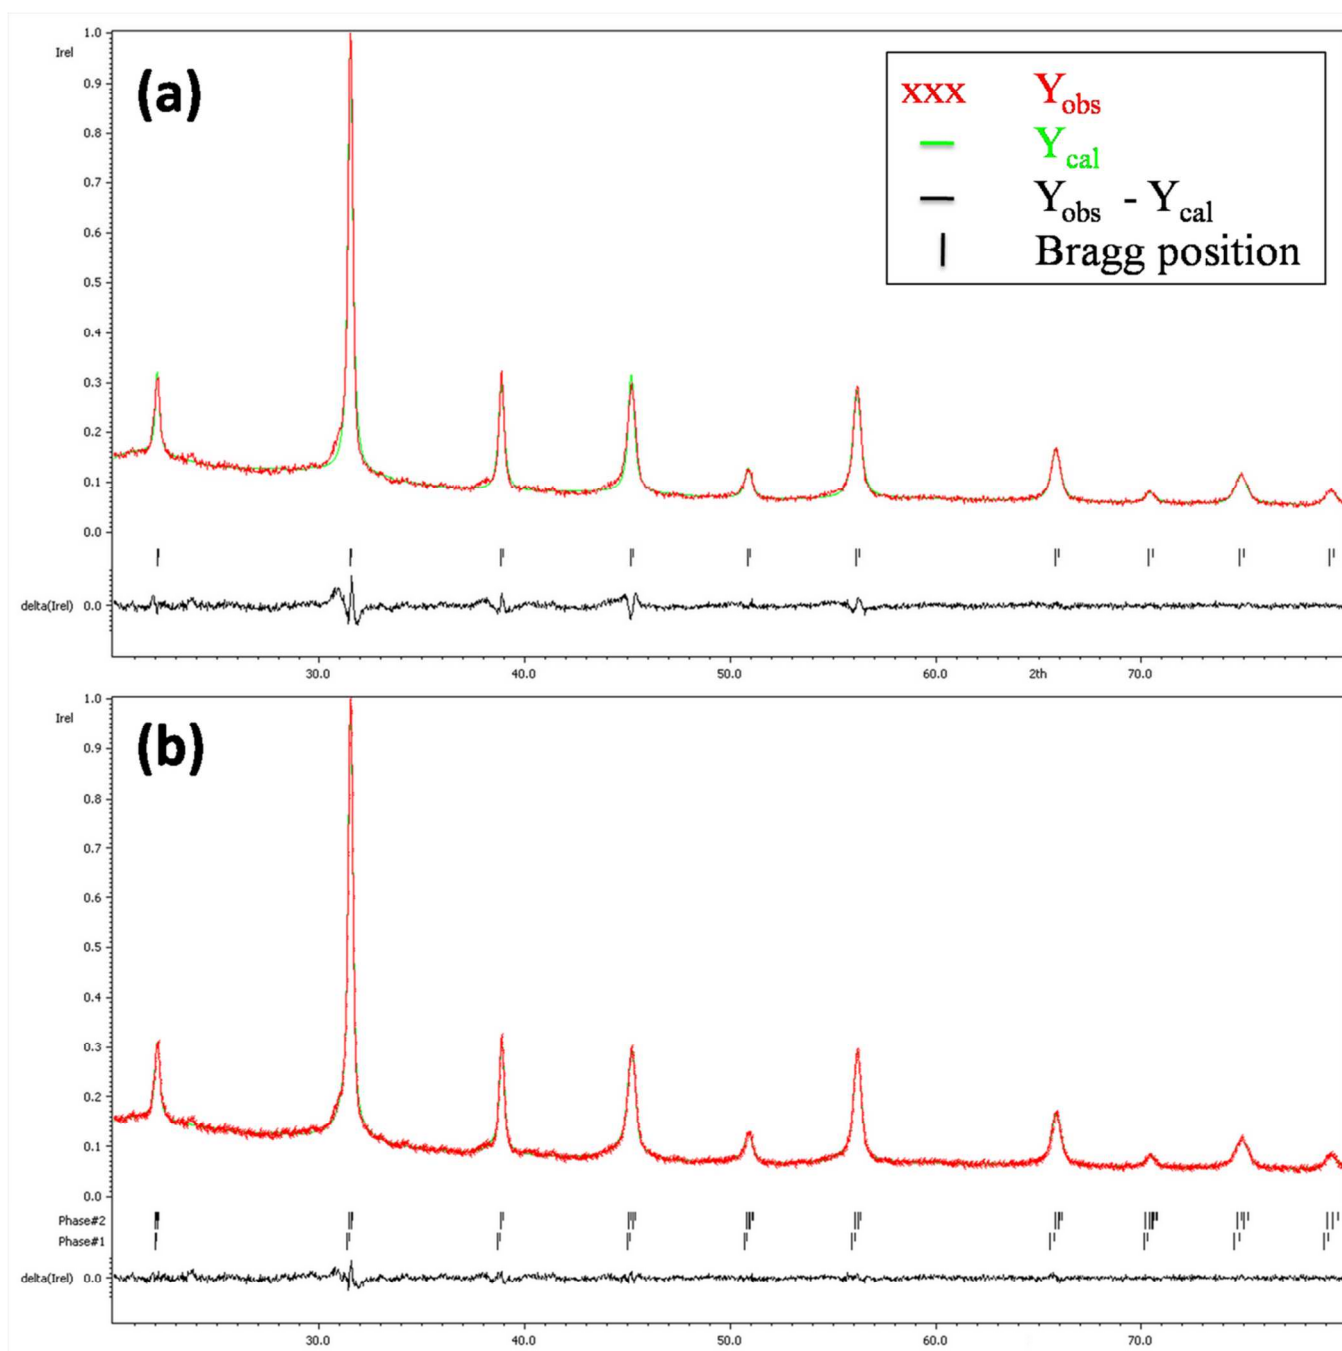 1.0
Irel
(a)
0.9
0.8
0.7
0.6
0.5
0.4
0.3
0.2
0.1
0.0
xxx Yobs
Ycal
Yobs - Ycal
Bragg position
delta(Irel) 0.0
30.0 40.0 50.0 60.0 2th 70.0
1.0
Irel
(b)
0.9
0.8
0.7
0.6
0.5
0.4
0.3
0.2
0.1
0.0
Phase#2
Phase#1
delta(Irel) 0.0
30.0 40.0 50.0 60.0 70.0